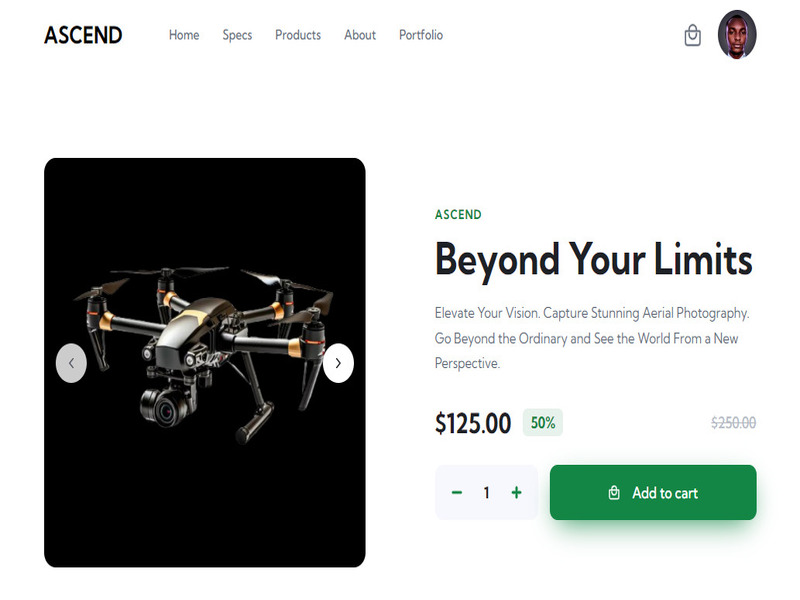 ASCEND
Home Specs Products About Portfolio
ASCEND
Beyond Your Limits
Elevate Your Vision. Capture Stunning Aerial Photography.
Go Beyond the Ordinary and See the World From a New
Perspective.
$125.00 50% $250.00
− 1 + Add to cart